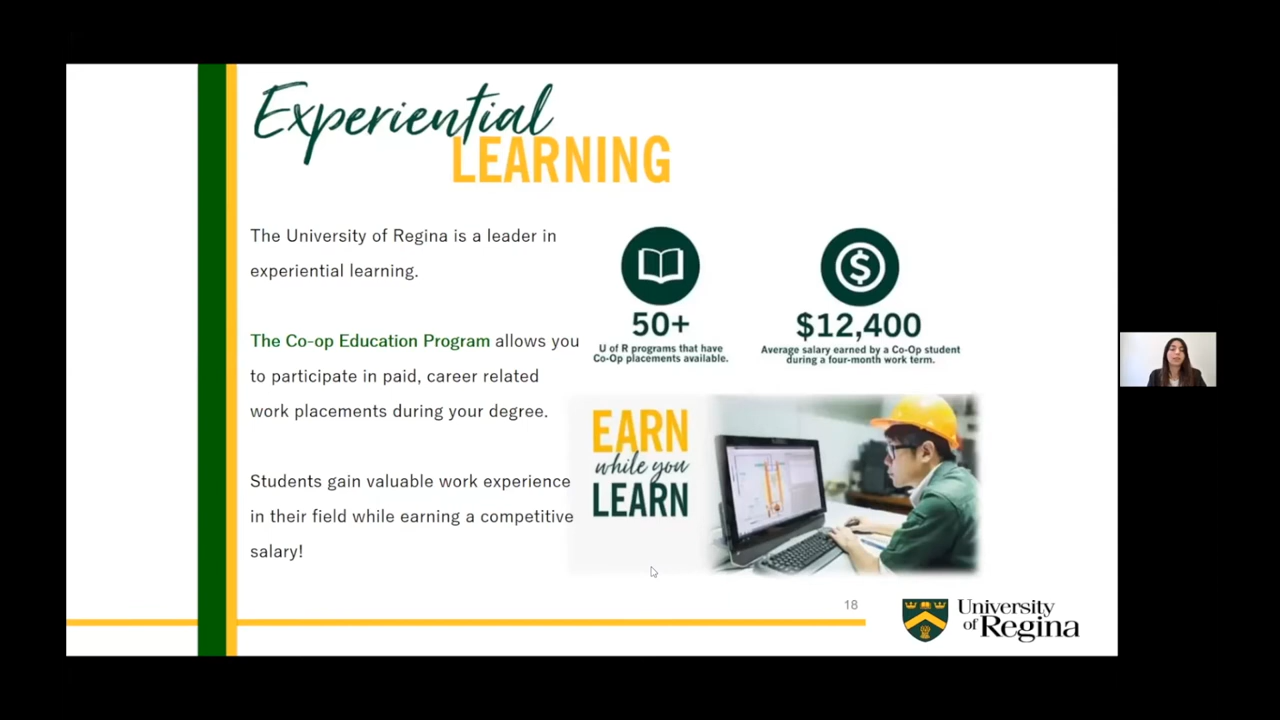 Experiential
LEARNING
The University of Regina is a leader in
experiential learning.
The Co-op Education Program allows you
to participate in paid, career related
work placements during your degree.
Students gain valuable work experience
in their field while earning a competitive
salary!
50+
U of R programs that have
Co-Op placements available.
$12,400
Average salary earned by a Co-Op student
during a four-month work term.
EARN
while you
LEARN
18
University
of Regina